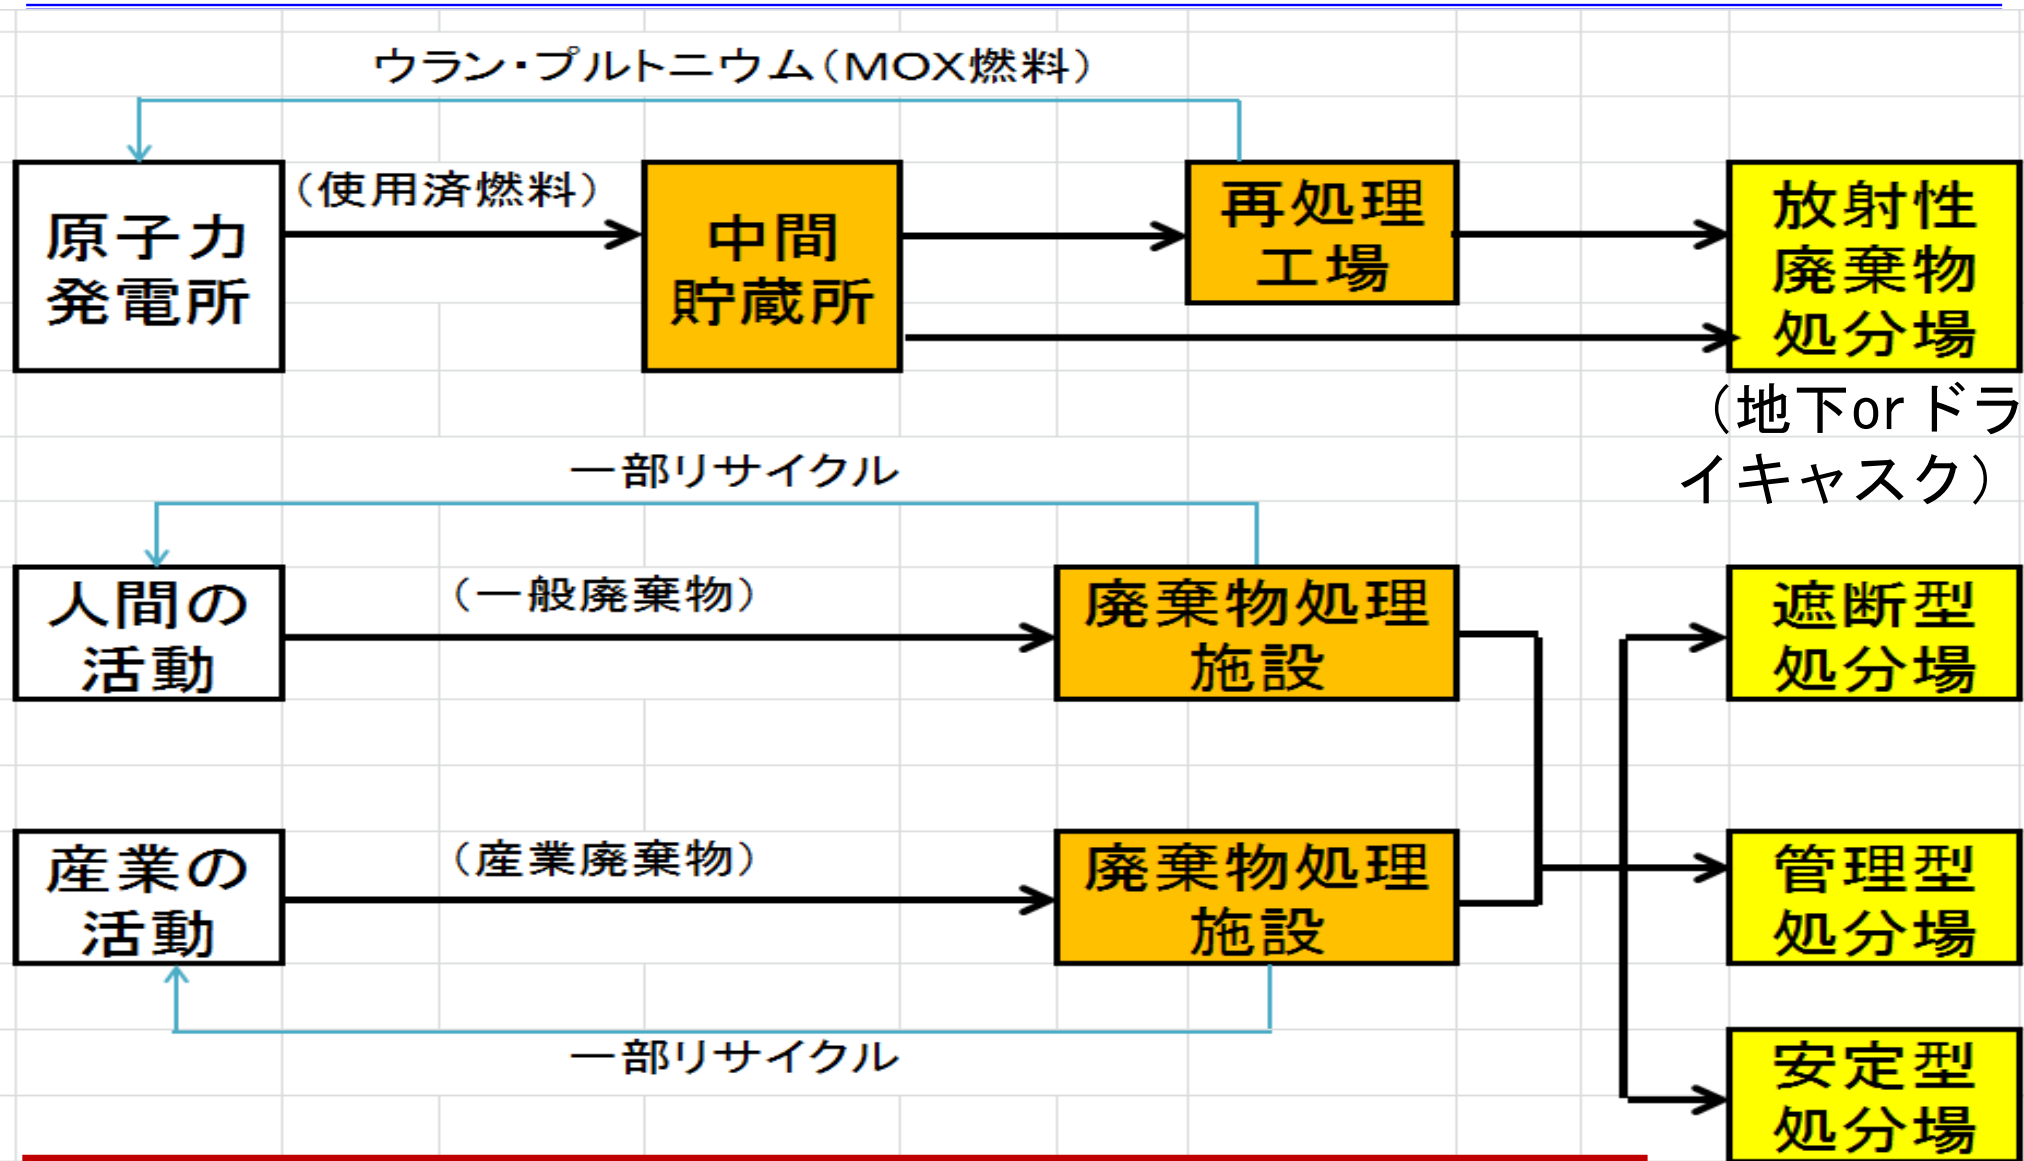 ウラン・プルトニウム(MOX燃料)
原子力
発電所
(使用済燃料)
中間
貯蔵所
再処理
工場
放射性
廃棄物
処分場
(地下orドラ
イキャスク)
一部リサイクル
人間の
活動
(一般廃棄物)
廃棄物処理
施設
遮断型
処分場
産業の
活動
(産業廃棄物)
廃棄物処理
施設
管理型
処分場
一部リサイクル
安定型
処分場